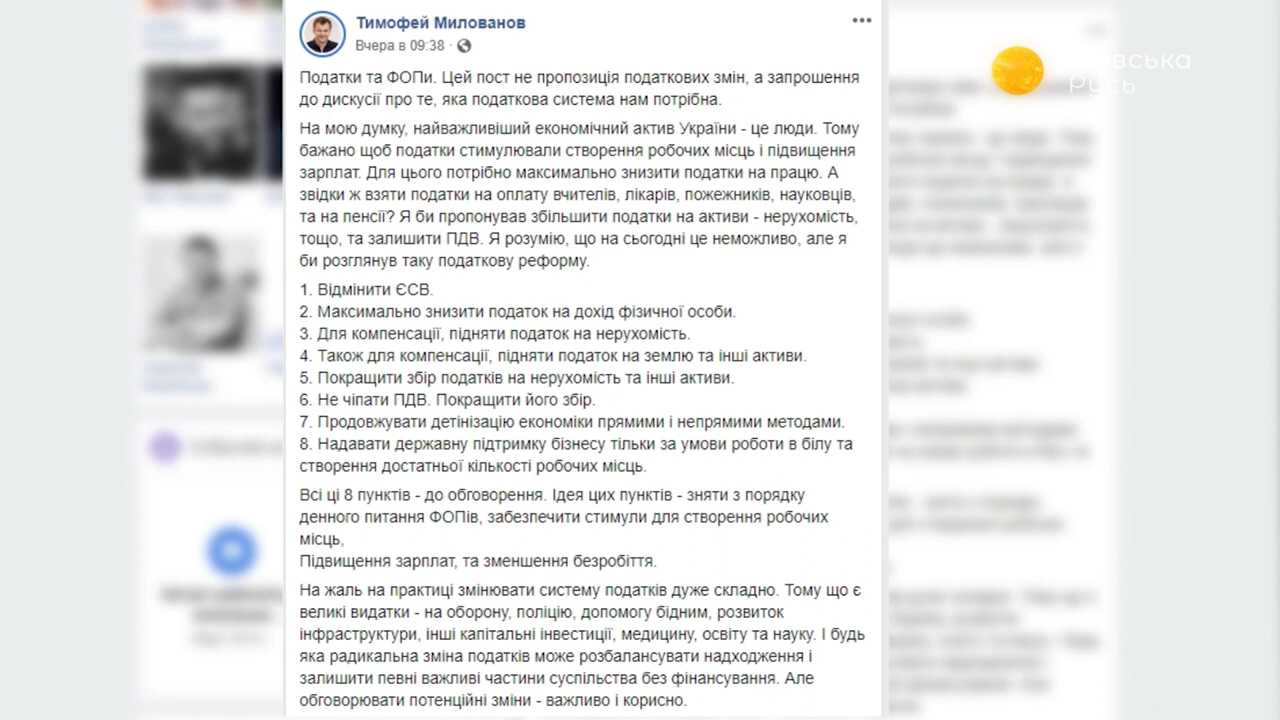 Тимофей Милованов
Вчера в 09:38
Податки та ФОПи. Цей пост не пропозиція податкових змін, а запрошення
до дискусії про те, яка податкова система нам потрібна.
На мою думку, найважливіший економічний актив України - це люди. Тому
бажано щоб податки стимулювали створення робочих місць і підвищення
зарплат. Для цього потрібно максимально знизити податки на працю. А
звідки ж взяти податки на оплату вчителів, лікарів, пожежників, науковців,
та на пенсії? Я би пропонував збільшити податки на активи - нерухомість,
тощо, та залишити ПДВ. Я розумію, що на сьогодні це неможливо, але я
би розглянув таку податкову реформу.
1. Відмінити ЄСВ.
2. Максимально знизити податок на дохід фізичної особи.
3. Для компенсації, підняти податок на нерухомість.
4. Також для компенсації, підняти податок на землю та інші активи.
5. Покращити збір податків на нерухомість та інші активи.
6. Не чіпати ПДВ. Покращити його збір.
7. Продовжувати детінізацію економіки прямими і непрямими методами.
8. Надавати державну підтримку бізнесу тільки за умови роботи в білу та
створення достатньої кількості робочих місць.
Всі ці 8 пунктів - до обговорення. Ідея цих пунктів - зняти з порядку
денного питання ФОПів, забезпечити стимули для створення робочих
місць,
Підвищення зарплат, та зменшення безробіття.
На жаль на практиці змінювати систему податків дуже складно. Тому що є
великі видатки - на оборону, поліцію, допомогу бідним, розвиток
інфраструктури, інші капітальні інвестиції, медицину, освіту та науку. І будь
яка радикальна зміна податків може розбалансувати надходження і
залишити певні важливі частини суспільства без фінансування. Але
обговорювати потенційні зміни - важливо і корисно.
Русь